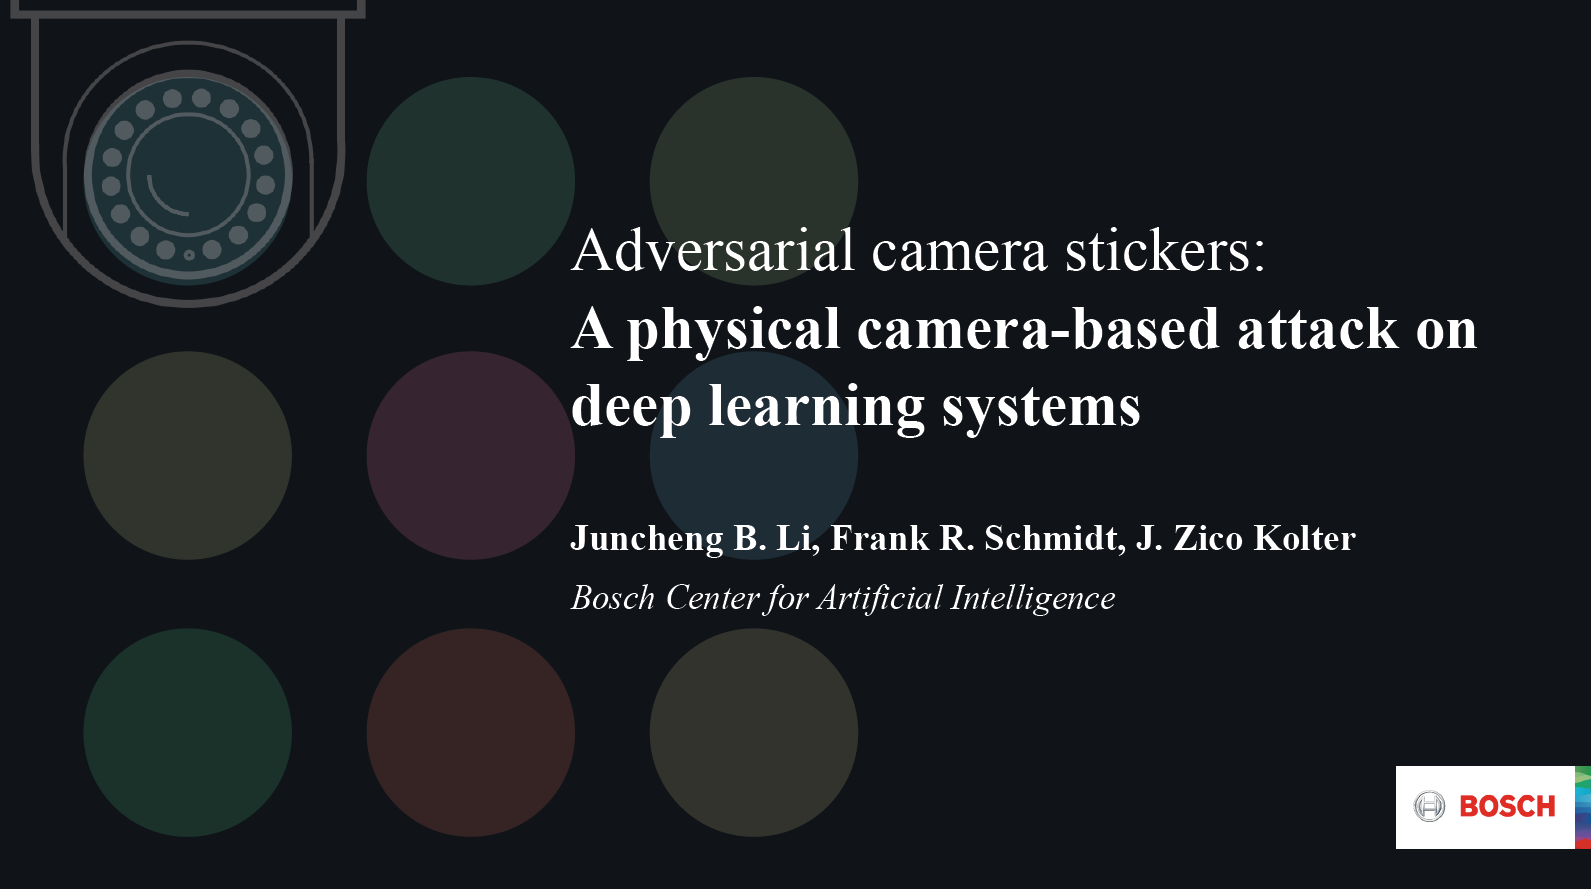 Adversarial camera stickers:
A physical camera-based attack on
deep learning systems
Juncheng B. Li, Frank R. Schmidt, J. Zico Kolter
Bosch Center for Artificial Intelligence
BOSCH